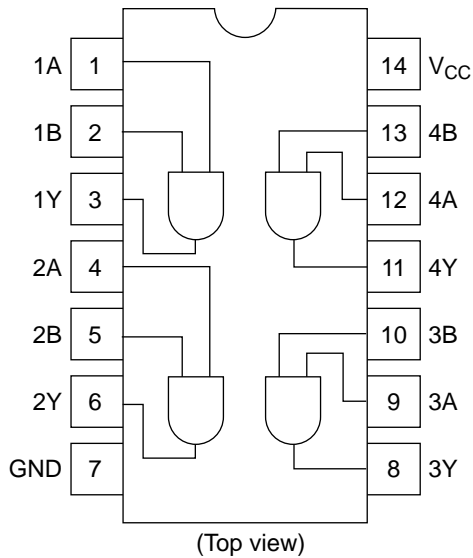 1A 1 14 VCC
1B 2 13 4B
1Y 3 12 4A
2A 4 11 4Y
2B 5 10 3B
2Y 6 9 3A
GND 7 8 3Y
(Top view)